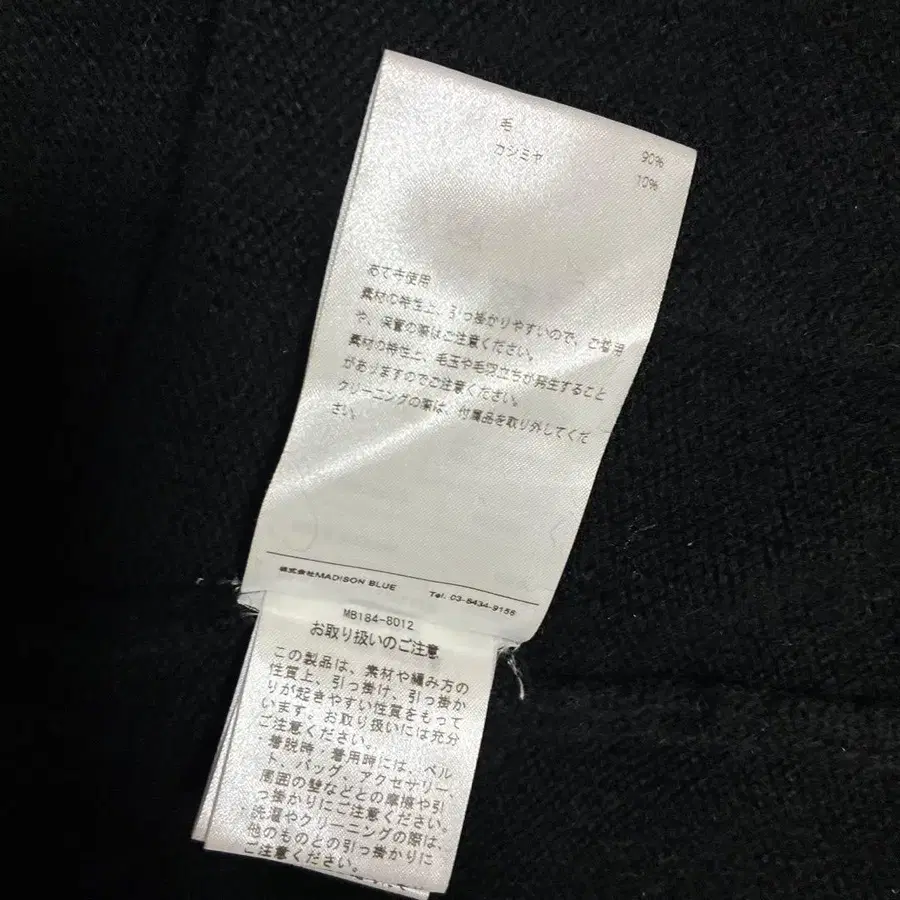 毛 90%
カシミヤ 10%
あて布使用
素材の特性上、引っ掛かりやすいので、ご着用
や、保管の際はご注意ください。
素材の特性上、毛玉や毛羽立ちが発生すること
がありますのでご注意ください。
クリーニングの際は、付属品を取り外してくだ
さい。
株式会社MADISON BLUE Tel. 03-5434-9155
MB184-8012
お取り扱いのご注意
この製品は、素材や編み方の
性質上、引っ掛け、引っ掛か
りが起きやすい性質をもって
います。お取り扱いには充分
ご注意ください。
・着脱時・着用時には、ベル
ト、バッグ、アクセサリー、
周囲の壁などとの摩擦や引
っ掛かりにご注意ください。
・洗濯やクリーニングの際は、
他のものとの引っ掛かりに
ご注意ください。